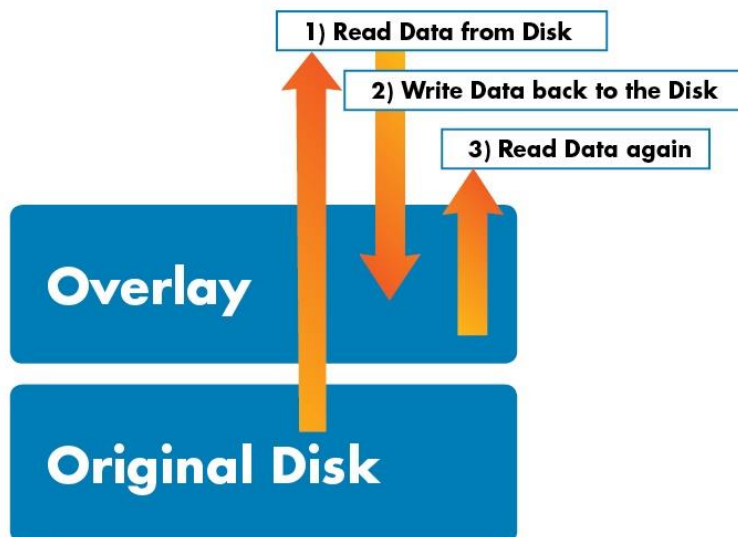 1) Read Data from Disk
2) Write Data back to the Disk
3) Read Data again
Overlay
Original Disk